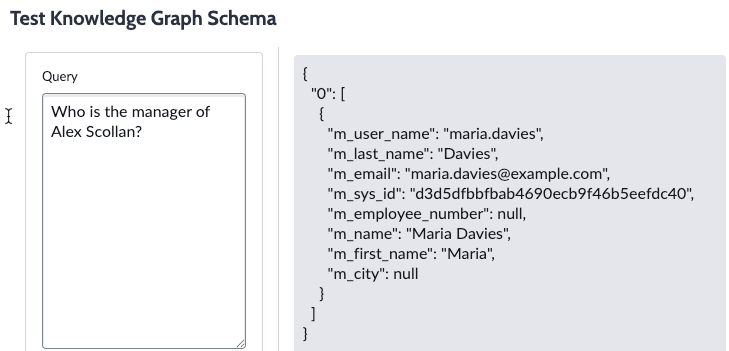 Test Knowledge Graph Schema
Query
Who is the manager of
Alex Scollan?
{
"0": [
{
"m_user_name": "maria.davies",
"m_last_name": "Davies",
"m_email": "maria.davies@example.com",
"m_sys_id": "d3d5dfbbfbab4690ecb9f46b5eefdc40",
"m_employee_number": null,
"m_name": "Maria Davies",
"m_first_name": "Maria",
"m_city": null
}
]
}